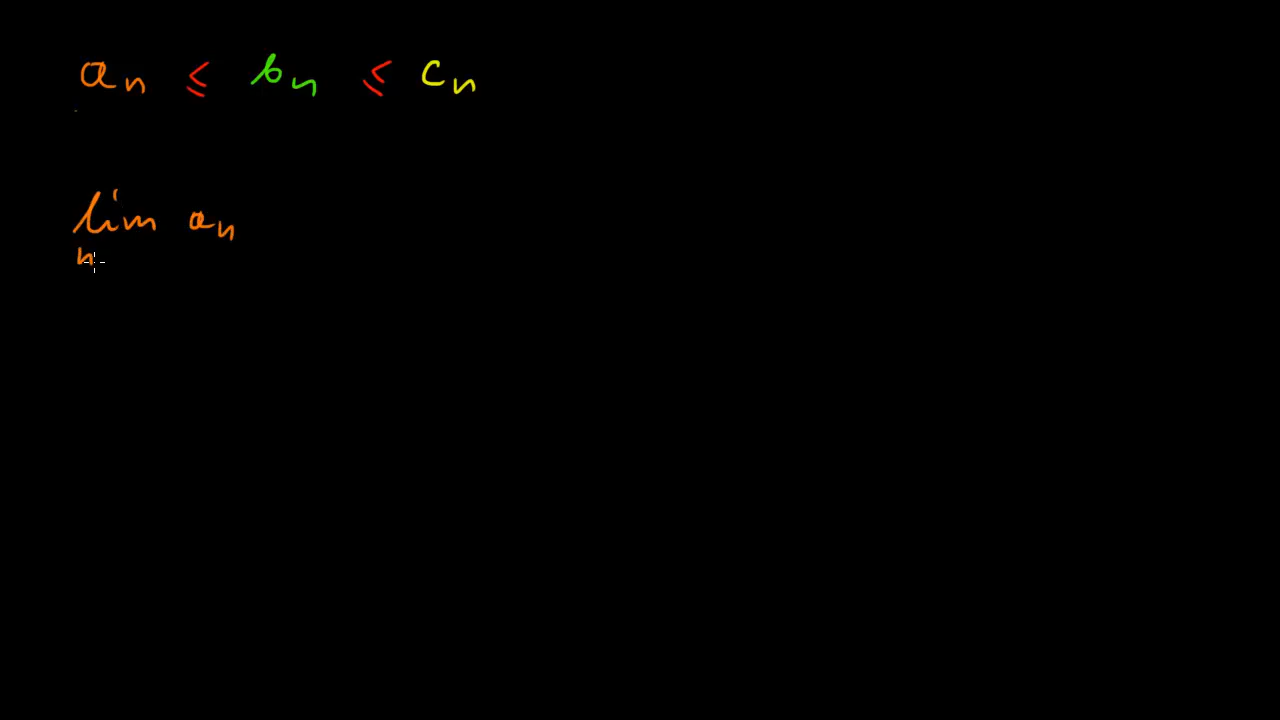 aₙ ≤ bₙ ≤ cₙ
lim aₙ
n